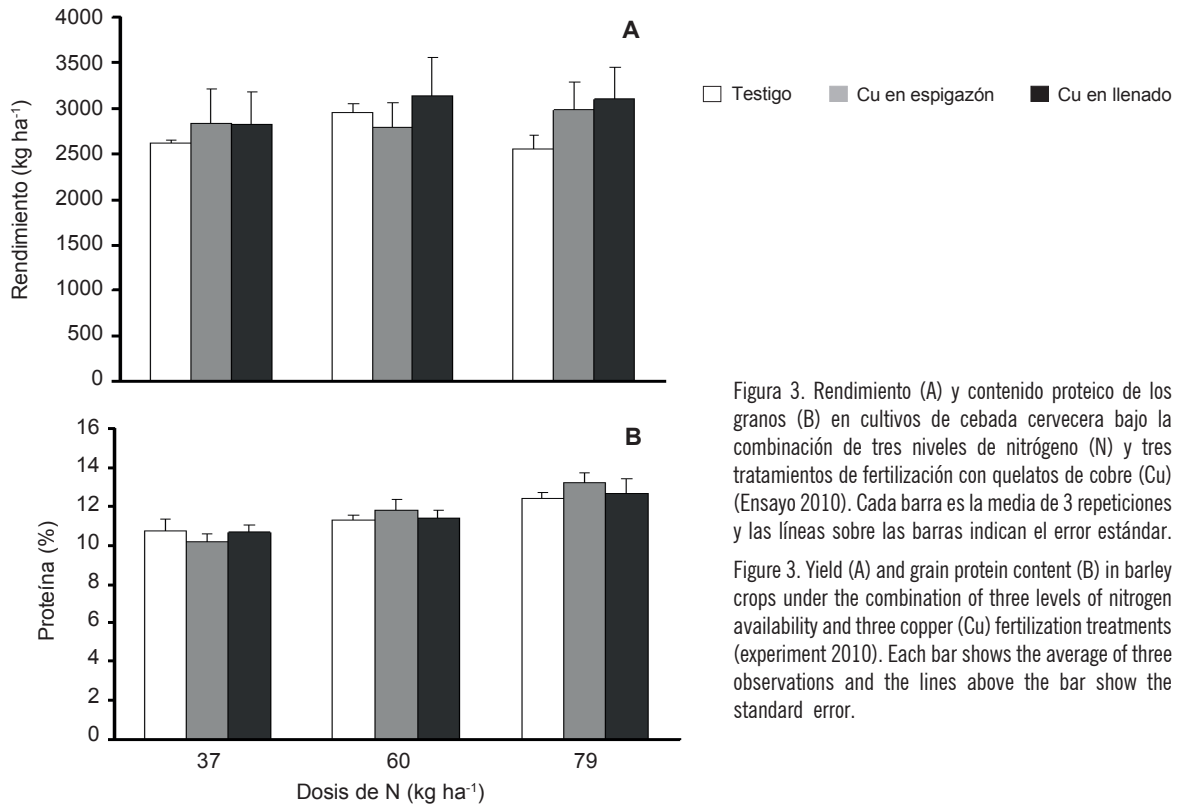 4000
3500
3000
2500
2000
1500
1000
500
0
Rendimiento (kg ha⁻¹)
A
Testigo
Cu en espigazón
Cu en llenado
16
14
12
10
8
6
4
2
0
Proteína (%)
B
37
60
79
Dosis de N (kg ha⁻¹)
Figura 3. Rendimiento (A) y contenido proteico de los
granos (B) en cultivos de cebada cervecera bajo la
combinación de tres niveles de nitrógeno (N) y tres
tratamientos de fertilización con quelatos de cobre (Cu)
(Ensayo 2010). Cada barra es la media de 3 repeticiones
y las líneas sobre las barras indican el error estándar.
Figure 3. Yield (A) and grain protein content (B) in barley
crops under the combination of three levels of nitrogen
availability and three copper (Cu) fertilization treatments
(experiment 2010). Each bar shows the average of three
observations and the lines above the bar show the
standard error.